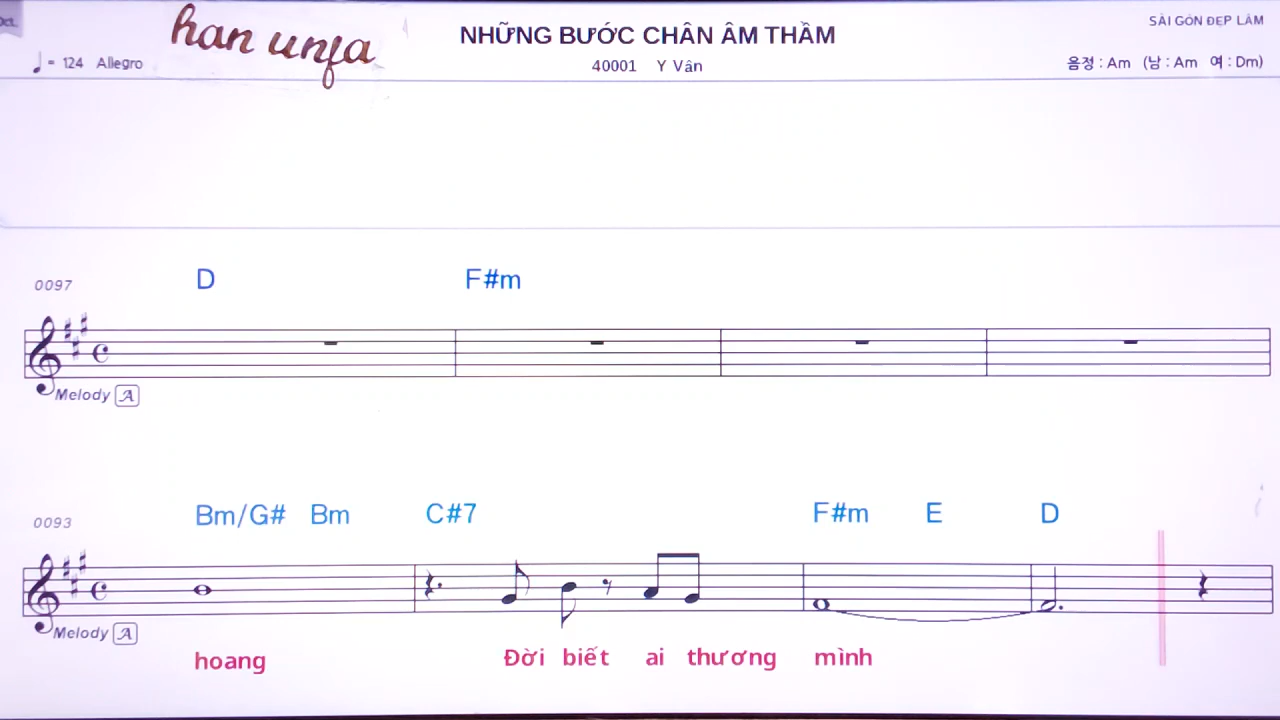 han unfa
NHỮNG BƯỚC CHÂN ÂM THẦM
SÀI GÒN ĐẸP LẮM
= 124 Allegro
40001 Y Vân
음정 : Am (남 : Am 여 : Dm)
0097
D F#m
Melody A
0093
Bm/G# Bm C#7 F#m E D
Melody A
hoang Đời biết ai thương mình